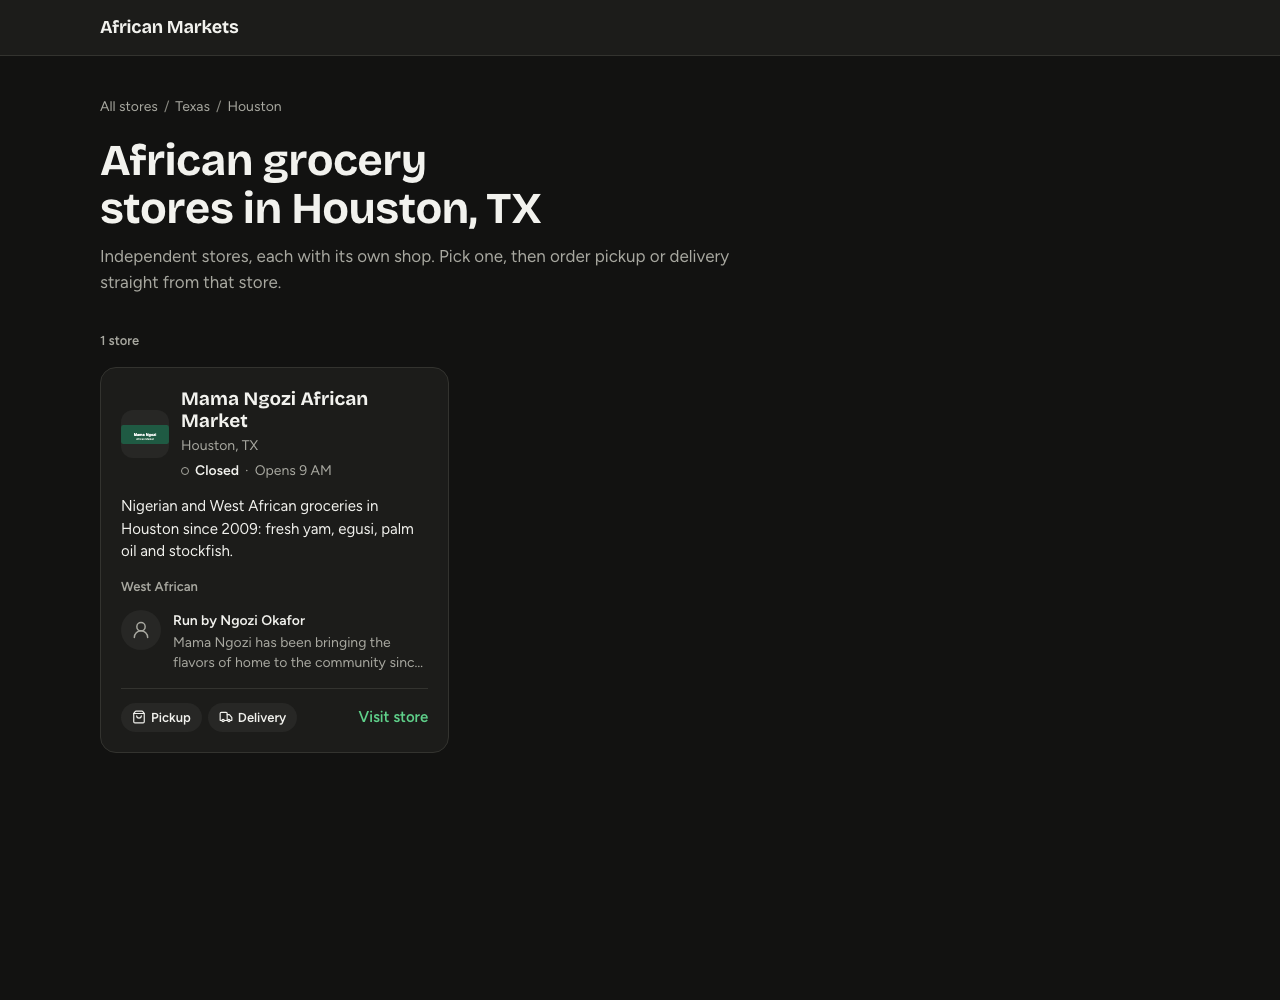 African Markets
All stores / Texas / Houston
African grocery
stores in Houston, TX
Independent stores, each with its own shop. Pick one, then order pickup or delivery
straight from that store.
1 store
Mama Ngozi African
Market
Houston, TX
Closed · Opens 9 AM
Mama Ngozi
Nigerian and West African groceries in
Houston since 2009: fresh yam, egusi, palm
oil and stockfish.
West African
Run by Ngozi Okafor
Mama Ngozi has been bringing the
flavors of home to the community sinc...
Pickup
Delivery
Visit store